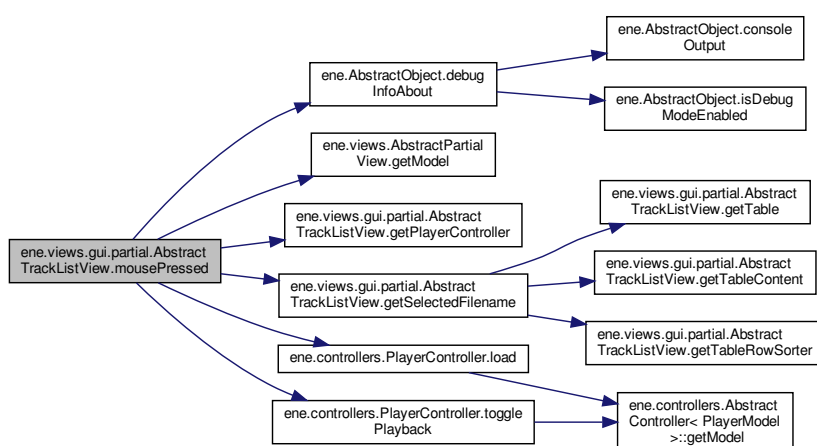 ene.views.gui.partial.Abstract
TrackListView.mousePressed
ene.AbstractObject.debug
InfoAbout
ene.views.AbstractPartial
View.getModel
ene.views.gui.partial.Abstract
TrackListView.getPlayerController
ene.views.gui.partial.Abstract
TrackListView.getSelectedFilename
ene.controllers.PlayerController.load
ene.controllers.PlayerController.toggle
Playback
ene.AbstractObject.console
Output
ene.AbstractObject.isDebug
ModeEnabled
ene.views.gui.partial.Abstract
TrackListView.getTable
ene.views.gui.partial.Abstract
TrackListView.getTableContent
ene.views.gui.partial.Abstract
TrackListView.getTableRowSorter
ene.controllers.Abstract
Controller< PlayerModel
>::getModel